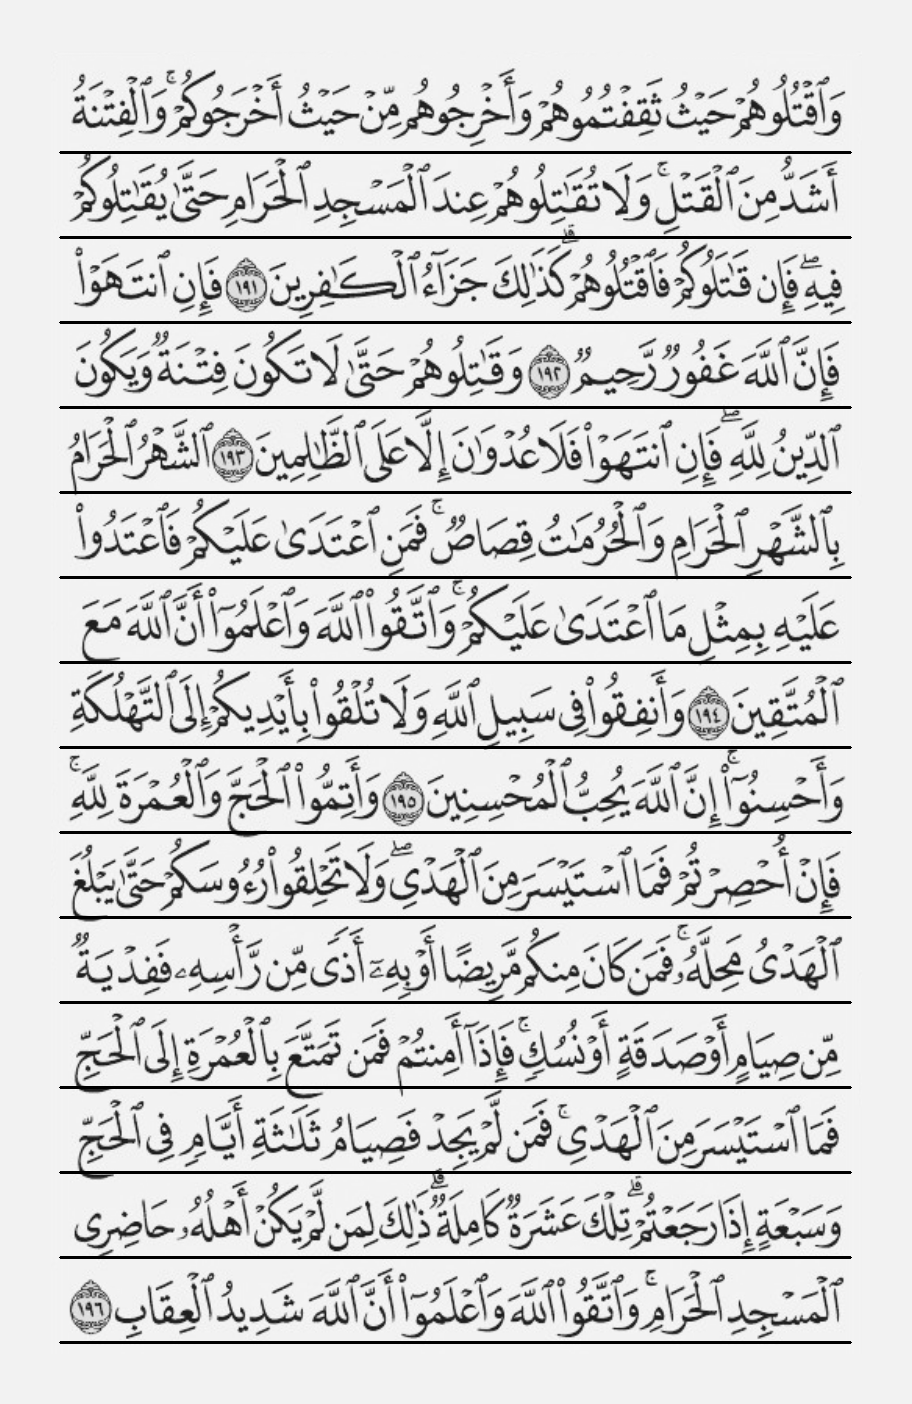 وَٱقْتُلُوهُمْ حَيْثُ ثَقِفْتُمُوهُمْ وَأَخْرِجُوهُم مِّنْ حَيْثُ أَخْرَجُوكُمْ ۚ وَٱلْفِتْنَةُ
أَشَدُّ مِنَ ٱلْقَتْلِ ۚ وَلَا تُقَٰتِلُوهُمْ عِندَ ٱلْمَسْجِدِ ٱلْحَرَامِ حَتَّىٰ يُقَٰتِلُوكُمْ
فِيهِ ۖ فَإِن قَٰتَلُوكُمْ فَٱقْتُلُوهُمْ ۗ كَذَٰلِكَ جَزَآءُ ٱلْكَٰفِرِينَ ١٩١ فَإِنِ ٱنتَهَوْا۟
فَإِنَّ ٱللَّهَ غَفُورٌ رَّحِيمٌ ١٩٢ وَقَٰتِلُوهُمْ حَتَّىٰ لَا تَكُونَ فِتْنَةٌ وَيَكُونَ
ٱلدِّينُ لِلَّهِ ۖ فَإِنِ ٱنتَهَوْا۟ فَلَا عُدْوَٰنَ إِلَّا عَلَى ٱلظَّٰلِمِينَ ١٩٣ ٱلشَّهْرُ ٱلْحَرَامُ
بِٱلشَّهْرِ ٱلْحَرَامِ وَٱلْحُرُمَٰتُ قِصَاصٌ ۚ فَمَنِ ٱعْتَدَىٰ عَلَيْكُمْ فَٱعْتَدُوا۟
عَلَيْهِ بِمِثْلِ مَا ٱعْتَدَىٰ عَلَيْكُمْ ۚ وَٱتَّقُوا۟ ٱللَّهَ وَٱعْلَمُوٓا۟ أَنَّ ٱللَّهَ مَعَ
ٱلْمُتَّقِينَ ١٩٤ وَأَنفِقُوا۟ فِى سَبِيلِ ٱللَّهِ وَلَا تُلْقُوا۟ بِأَيْدِيكُمْ إِلَى ٱلتَّهْلُكَةِ
وَأَحْسِنُوٓا۟ ۛ إِنَّ ٱللَّهَ يُحِبُّ ٱلْمُحْسِنِينَ ١٩٥ وَأَتِمُّوا۟ ٱلْحَجَّ وَٱلْعُمْرَةَ لِلَّهِ ۚ
فَإِنْ أُحْصِرْتُمْ فَمَا ٱسْتَيْسَرَ مِنَ ٱلْهَدْىِ ۖ وَلَا تَحْلِقُوا۟ رُءُوسَكُمْ حَتَّىٰ يَبْلُغَ
ٱلْهَدْىُ مَحِلَّهُۥ ۚ فَمَن كَانَ مِنكُم مَّرِيضًا أَوْ بِهِۦٓ أَذًى مِّن رَّأْسِهِۦ فَفِدْيَةٌ
مِّن صِيَامٍ أَوْ صَدَقَةٍ أَوْ نُسُكٍ ۚ فَإِذَآ أَمِنتُمْ فَمَن تَمَتَّعَ بِٱلْعُمْرَةِ إِلَى ٱلْحَجِّ
فَمَا ٱسْتَيْسَرَ مِنَ ٱلْهَدْىِ ۚ فَمَن لَّمْ يَجِدْ فَصِيَامُ ثَلَٰثَةِ أَيَّامٍ فِى ٱلْحَجِّ
وَسَبْعَةٍ إِذَا رَجَعْتُمْ ۗ تِلْكَ عَشَرَةٌ كَامِلَةٌ ۗ ذَٰلِكَ لِمَن لَّمْ يَكُنْ أَهْلُهُۥ حَاضِرِى
ٱلْمَسْجِدِ ٱلْحَرَامِ ۚ وَٱتَّقُوا۟ ٱللَّهَ وَٱعْلَمُوٓا۟ أَنَّ ٱللَّهَ شَدِيدُ ٱلْعِقَابِ ١٩٦